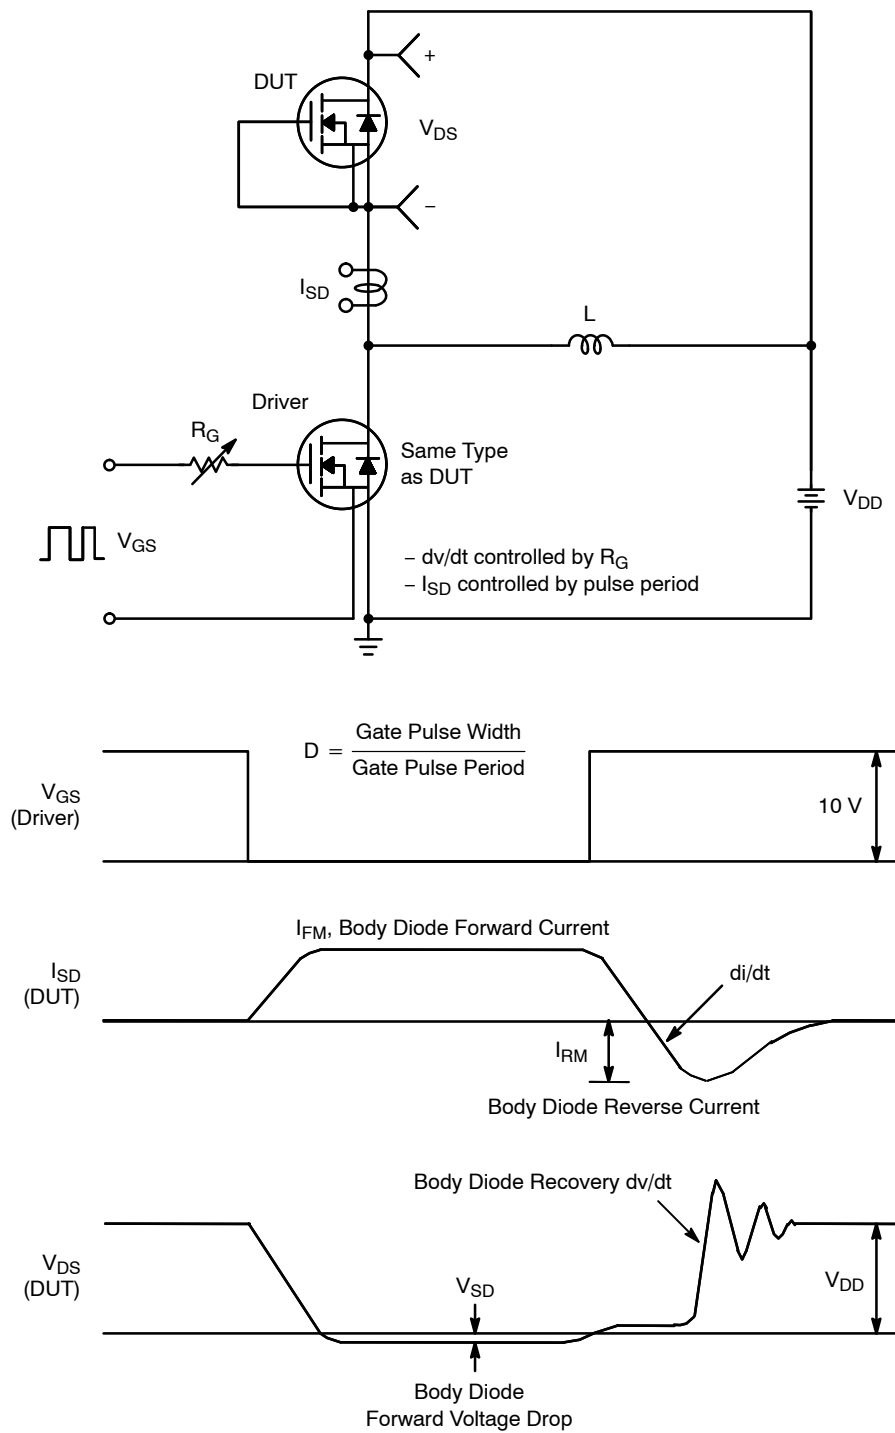 +
DUT
V_DS
−
I_SD
L
Driver
R_G
Same Type
as DUT
V_DD
V_GS
− dv/dt controlled by R_G
− I_SD controlled by pulse period
D = Gate Pulse Width
Gate Pulse Period
V_GS
(Driver)
10 V
I_FM, Body Diode Forward Current
I_SD
(DUT)
di/dt
I_RM
Body Diode Reverse Current
Body Diode Recovery dv/dt
V_DS
(DUT)
V_SD
V_DD
Body Diode
Forward Voltage Drop